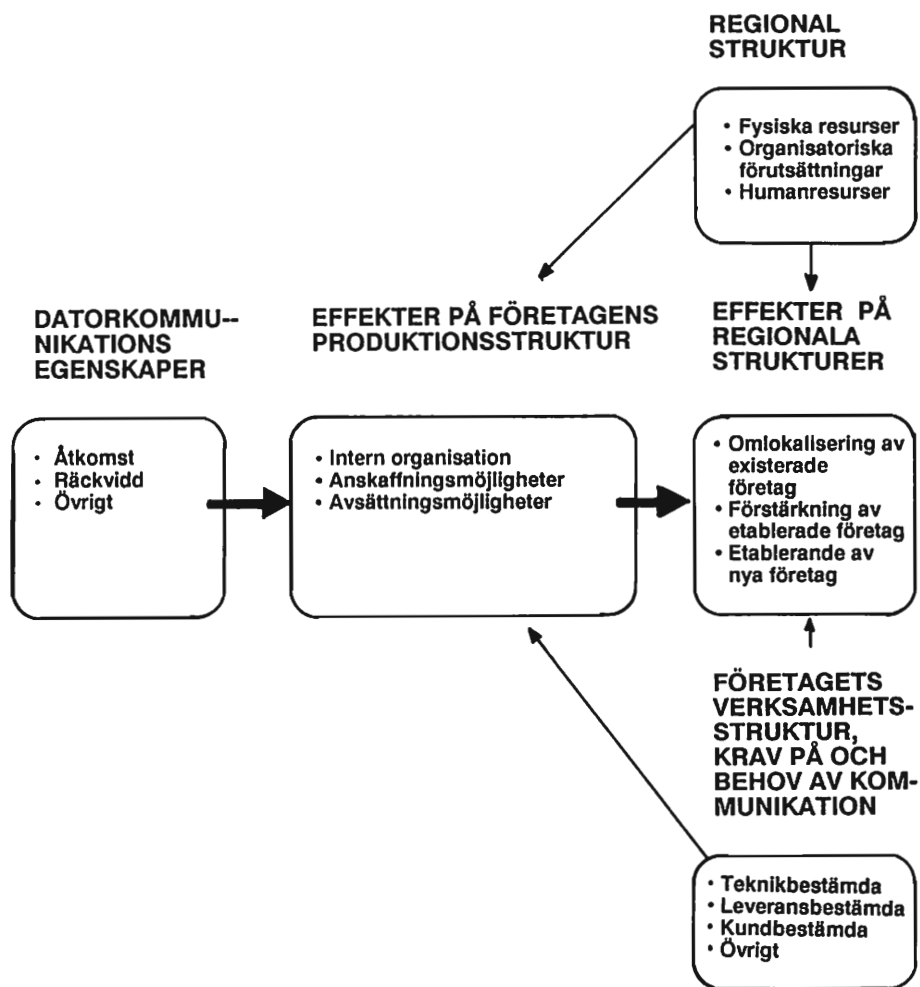 REGIONAL
STRUKTUR
• Fysiska resurser
• Organisatoriska
förutsättningar
• Humanresurser
DATORKOMMU--
NIKATIONS
EGENSKAPER
EFFEKTER PÅ FÖRETAGENS
PRODUKTIONSSTRUKTUR
EFFEKTER PÅ
REGIONALA
STRUKTURER
• Åtkomst
• Räckvidd
• Övrigt
• Intern organisation
• Anskaffningsmöjligheter
• Avsättningsmöjligheter
• Omlokalisering av
existerade
företag
• Förstärkning av
etablerade företag
• Etablerande av
nya företag
FÖRETAGETS
VERKSAMHETS-
STRUKTUR,
KRAV PÅ OCH
BEHOV AV KOM-
MUNIKATION
• Teknikbestämda
• Leveransbestämda
• Kundbestämda
• Övrigt